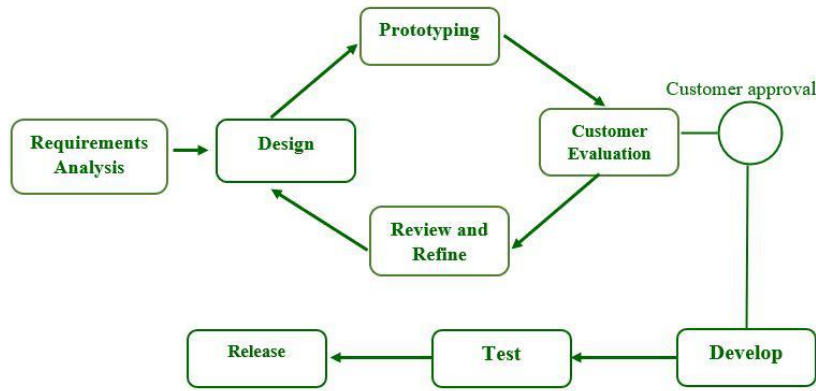 Prototyping
Customer approval
Requirements
Analysis
Design
Customer
Evaluation
Review and
Refine
Release
Test
Develop